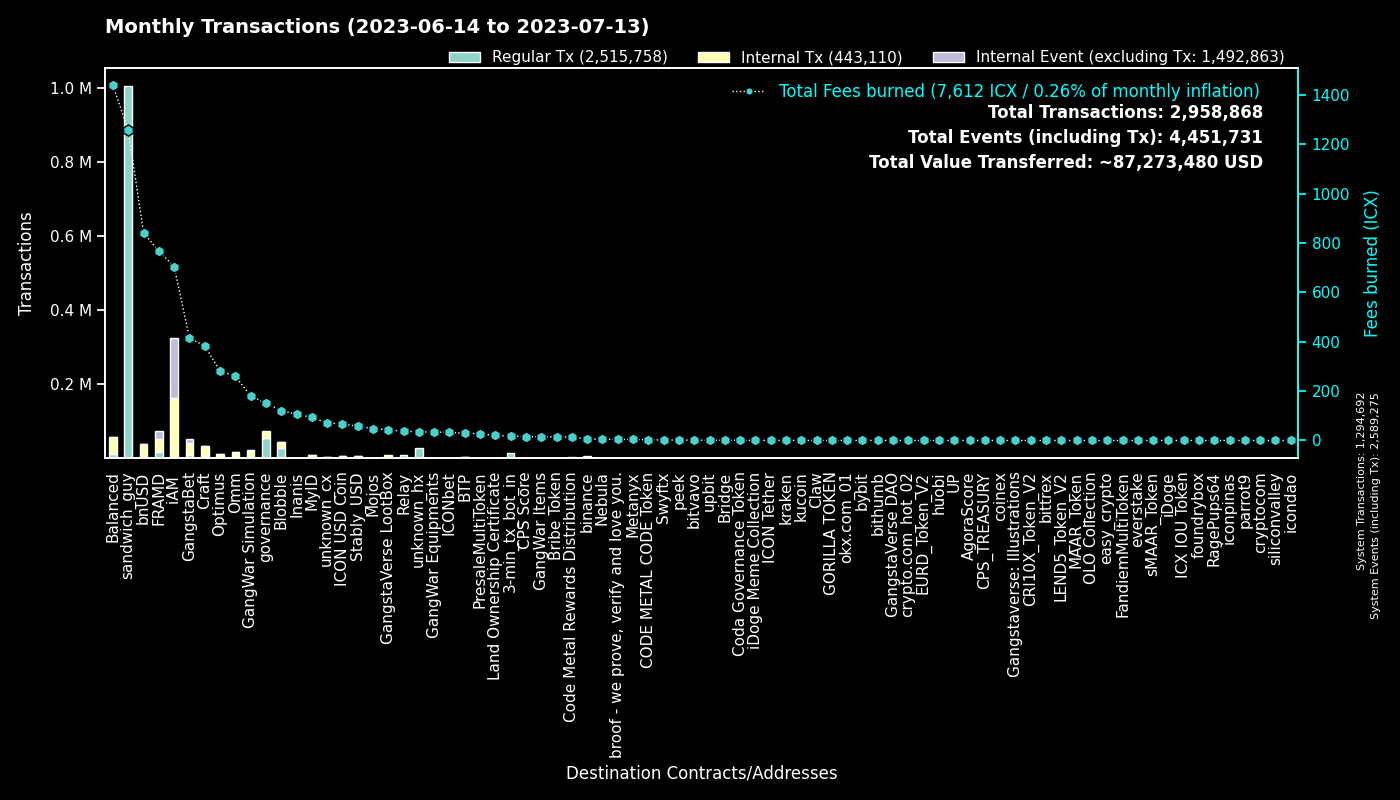 Monthly Transactions (2023-06-14 to 2023-07-13)
Regular Tx (2,515,758)
Internal Tx (443,110)
Internal Event (excluding Tx: 1,492,863)
Total Fees burned (7,612 ICX / 0.26% of monthly inflation)
Total Transactions: 2,958,868
Total Events (including Tx): 4,451,731
Total Value Transferred: ~87,273,480 USD
Transactions
1.0 M
0.8 M
0.6 M
0.4 M
0.2 M
1400
1200
1000
800
600
400
200
0
Fees burned (ICX)
System Transactions: 1,294,692
System Events (including Tx): 2,589,275
Balanced
sandwich_guy
bnUSD
FRAMD
iAM
GangstaBet
Craft
Optimus
Omm
GangWar Simulation
governance
Blobble
Inanis
MyID
unknown_cx
ICON USD Coin
Stably_USD
Mojos
GangstaVerse LootBox
Relay
unknown_hx
GangWar Equipments
ICONbet
BTP
PresaleMultiToken
Land Ownership Certificate
3-min_tx_bot_in
CPS Score
GangWar Items
Bribe Token
Code Metal Rewards Distribution
binance
Nebula
broof - we prove, verify and love you.
Metanyx
CODE METAL CODE Token
Swyftx
peek
bitvavo
upbit
Bridge
Coda Governance Token
iDoge Meme Collection
ICON Tether
kraken
kucoin
Claw
GORILLA TOKEN
okx.com_01
bybit
bithumb
GangstaVerse DAO
crypto.com_hot_02
EURD_Token_V2
huobi
UP
AgoraScore
CPS_TREASURY
coinex
Gangstaverse: Illustrations
CRI10X_Token_V2
bittrex
LEND5_Token_V2
MAAR_Token
OLO Collection
easy_crypto
FandiemMultiToken
everstake
sMAAR_Token
iDoge
ICX IOU Token
foundrybox
RagePups64
iconpinas
parrot9
cryptcom
siliconvalley
icondao
Destination Contracts/Addresses